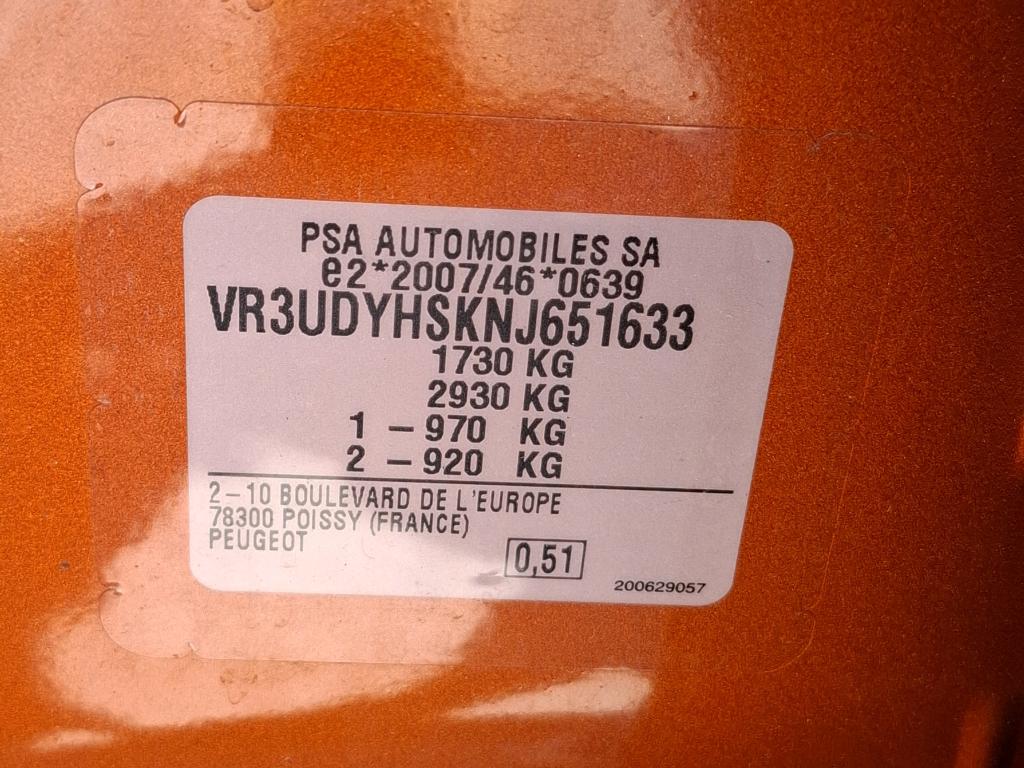 PSA AUTOMOBILES SA
e2*2007/46*0639
VR3UDYHSKNJ651633
1730 KG
2930 KG
1 – 970 KG
2 – 920 KG
2 – 10 BOULEVARD DE L'EUROPE
78300 POISSY (FRANCE)
PEUGEOT
0,51
200629057